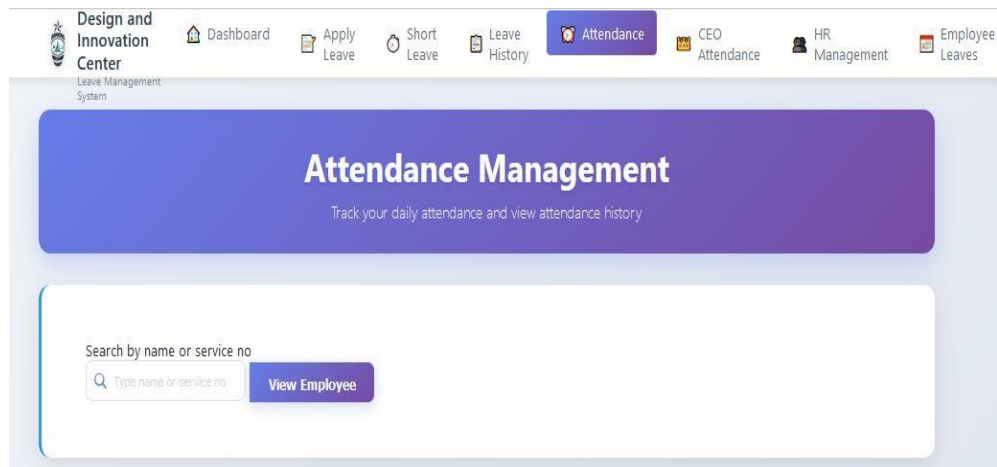 Design and
Innovation
Center
Leave Management
System
Dashboard
Apply
Leave
Short
Leave
Leave
History
Attendance
CEO
Attendance
HR
Management
Employee
Leaves
Attendance Management
Track your daily attendance and view attendance history
Search by name or service no
Type name or service no
View Employee